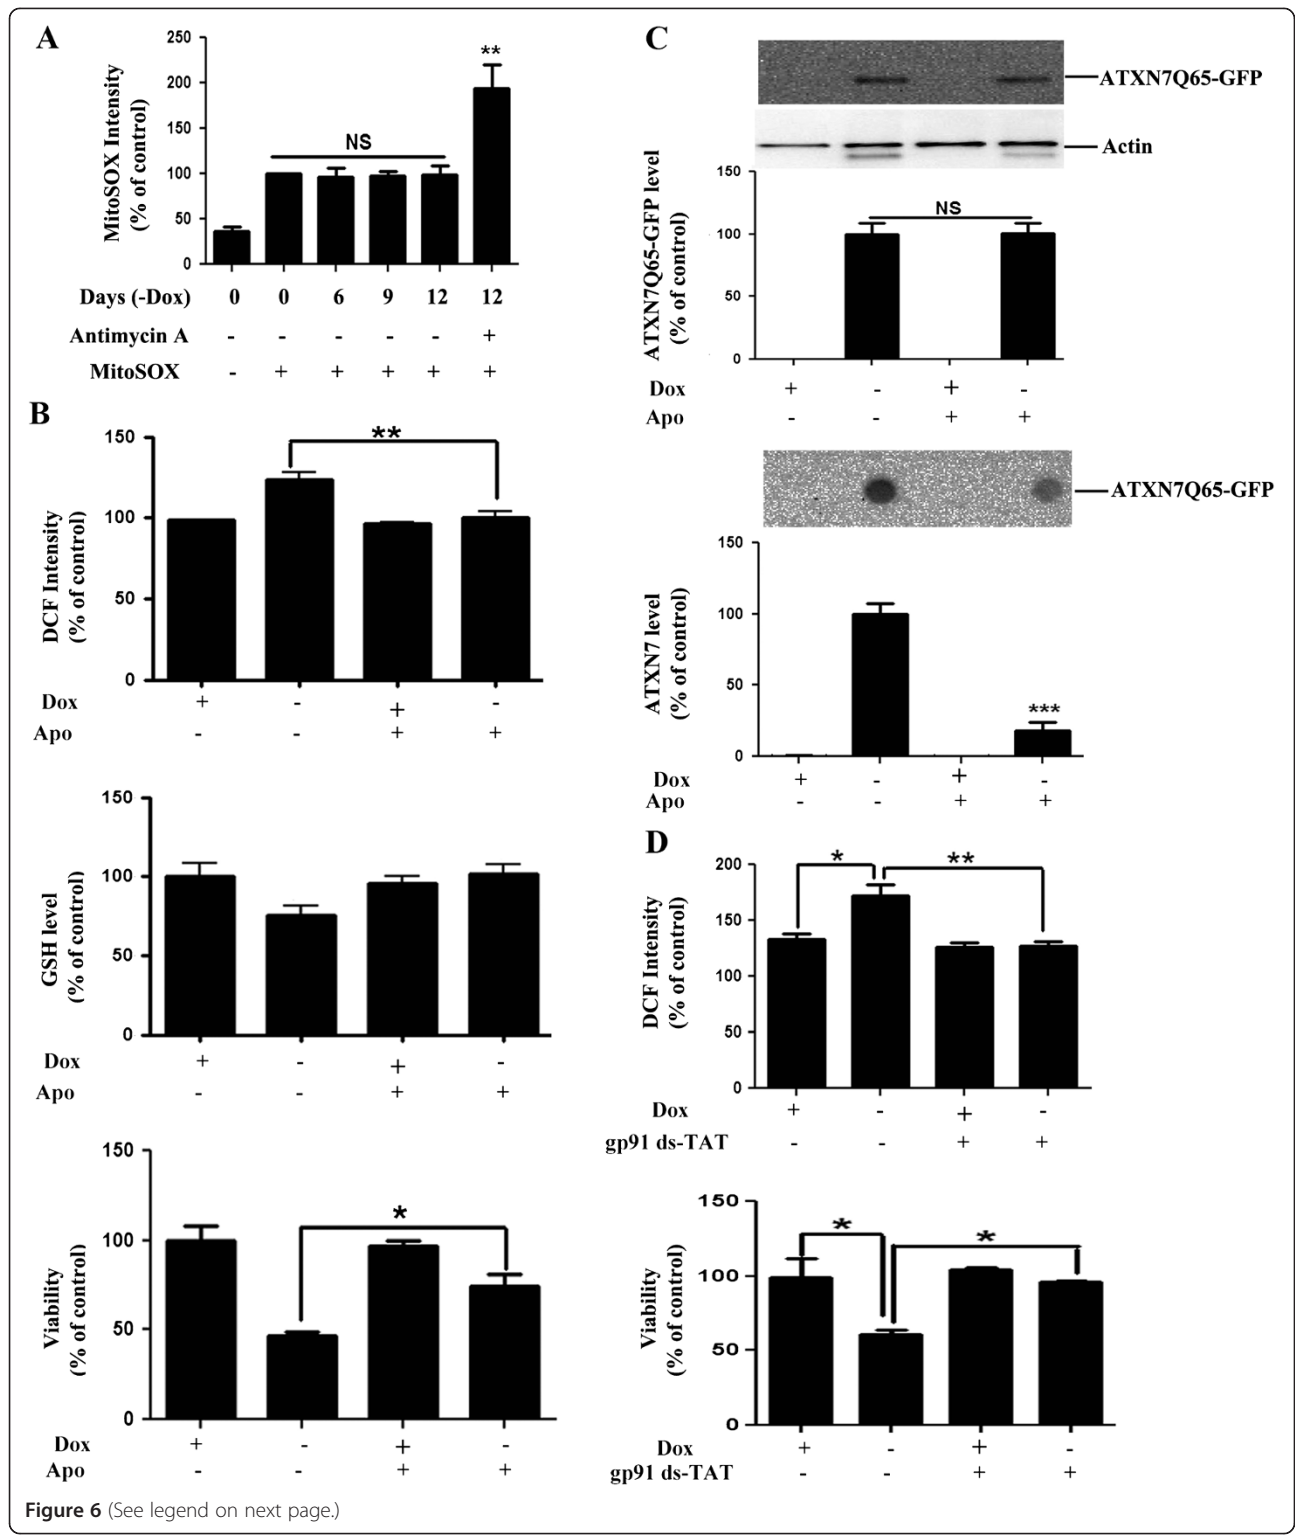 A
MitoSOX Intensity
(% of control)
250
200
150
100
50
0
NS
**
Days (-Dox) 0 0 6 9 12 12
Antimycin A - - - - - +
MitoSOX - + + + + +
B
DCF Intensity
(% of control)
150
100
50
0
**
Dox + - + -
Apo - - + +
GSH level
(% of control)
150
100
50
0
Dox + - + -
Apo - - + +
Viability
(% of control)
150
100
50
0
*
Dox + - + -
Apo - - + +
C
ATXN7Q65-GFP
Actin
ATXN7Q65-GFP level
(% of control)
150
100
50
0
NS
Dox + - + -
Apo - - + +
ATXN7Q65-GFP
ATXN7 level
(% of control)
150
100
50
0
***
Dox + - + -
Apo - - + +
D
DCF Intensity
(% of control)
200
150
100
50
0
* **
Dox + - + -
gp91 ds-TAT - - + +
Viability
(% of control)
150
100
50
0
* *
Dox + - + -
gp91 ds-TAT - - + +
Figure 6 (See legend on next page.)